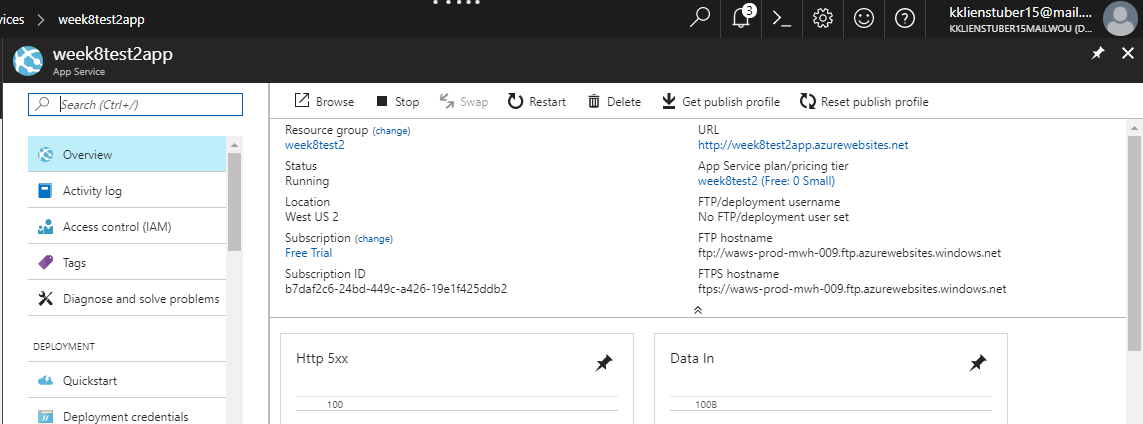 vices > week8test2app
3
kklienstuber15@mail....
KKLIENSTUBER15MAILWOU (D...
week8test2app
App Service
Search (Ctrl+/)
Overview
Activity log
Access control (IAM)
Tags
Diagnose and solve problems
DEPLOYMENT
Quickstart
Deployment credentials
Browse Stop Swap Restart Delete Get publish profile Reset publish profile
Resource group (change)
week8test2
Status
Running
Location
West US 2
Subscription (change)
Free Trial
Subscription ID
b7daf2c6-24bd-449c-a426-19e1f425ddb2
URL
http://week8test2app.azurewebsites.net
App Service plan/pricing tier
week8test2 (Free: 0 Small)
FTP/deployment username
No FTP/deployment user set
FTP hostname
ftp://waws-prod-mwh-009.ftp.azurewebsites.windows.net
FTPS hostname
ftps://waws-prod-mwh-009.ftp.azurewebsites.windows.net
Http 5xx
100
Data In
100B